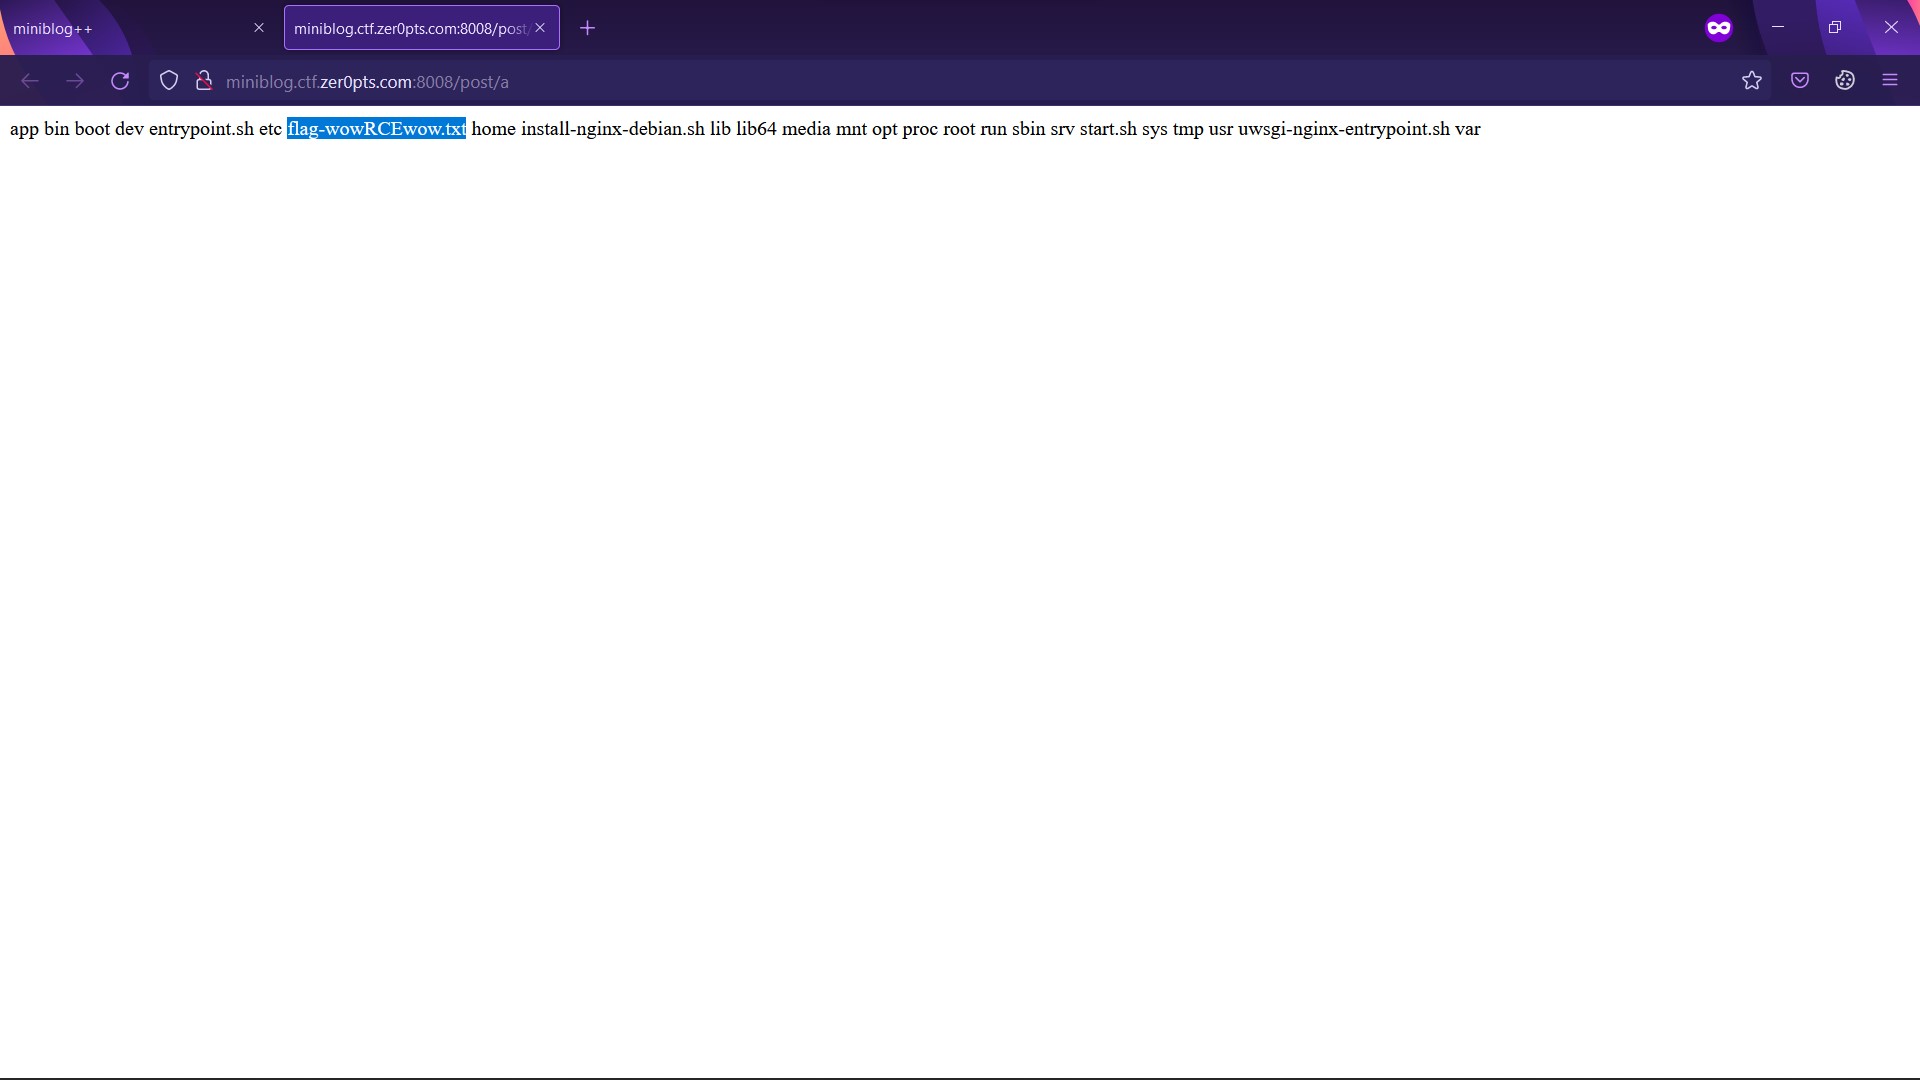 miniblog++
miniblog.ctf.zer0pts.com:8008/post/
miniblog.ctf.zer0pts.com:8008/post/a
app bin boot dev entrypoint.sh etc flag-wowRCEwow.txt home install-nginx-debian.sh lib lib64 media mnt opt proc root run sbin srv start.sh sys tmp usr uwsgi-nginx-entrypoint.sh var